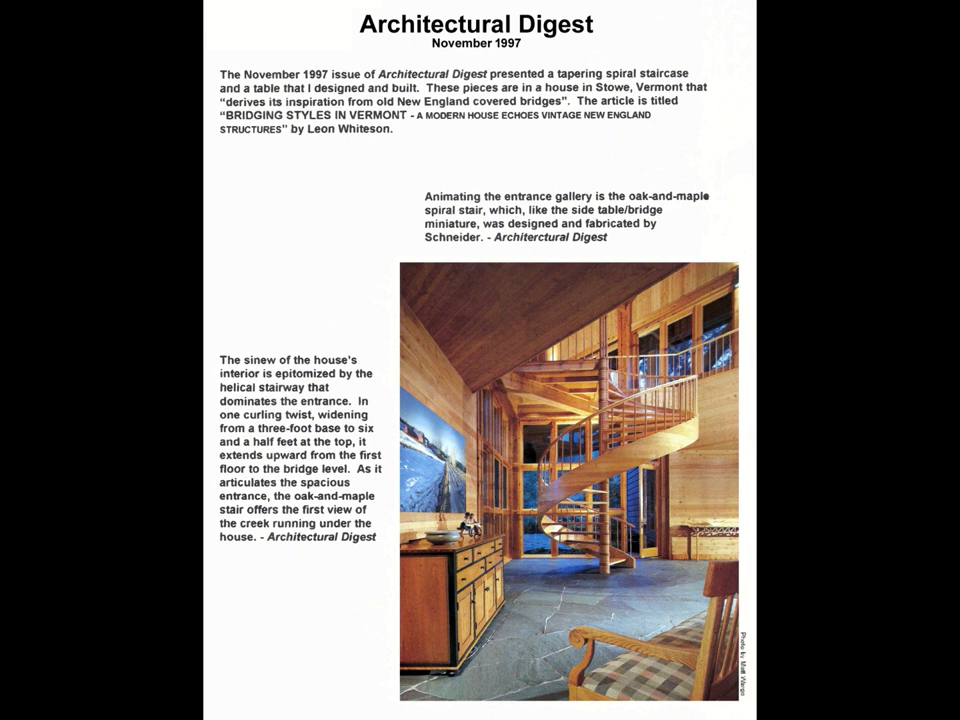 Architectural Digest
November 1997
The November 1997 issue of Architectural Digest presented a tapering spiral staircase
and a table that I designed and built. These pieces are in a house in Stowe, Vermont that
“derives its inspiration from old New England covered bridges”. The article is titled
“BRIDGING STYLES IN VERMONT - A MODERN HOUSE ECHOES VINTAGE NEW ENGLAND
STRUCTURES” by Leon Whiteson.
Animating the entrance gallery is the oak-and-maple
spiral stair, which, like the side table/bridge
miniature, was designed and fabricated by
Schneider. - Architerctural Digest
The sinew of the house's
interior is epitomized by the
helical stairway that
dominates the entrance. In
one curling twist, widening
from a three-foot base to six
and a half feet at the top, it
extends upward from the first
floor to the bridge level. As it
articulates the spacious
entrance, the oak-and-maple
stair offers the first view of
the creek running under the
house. - Architectural Digest
Photo by Matt Wargo